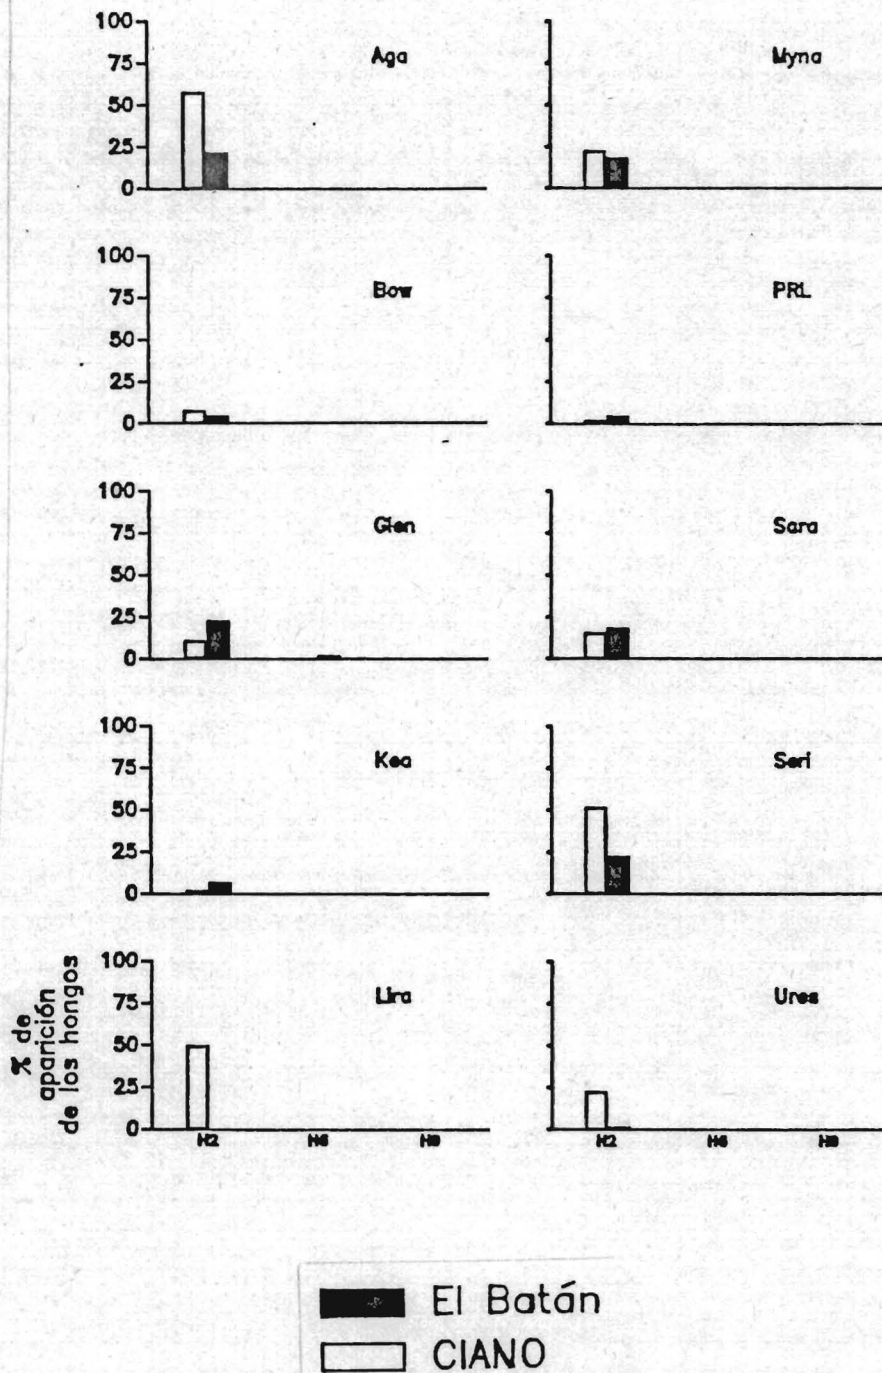 100
75
50
25
0
Aga
Myna
100
75
50
25
0
Bow
PRL
100
75
50
25
0
Glen
Sara
100
75
50
25
0
Kea
Seri
% de
aparición
de los hongos
100
75
50
25
0
Lira
Ures
H2 H6 H8
H2 H6 H8
El Batán
CIANO